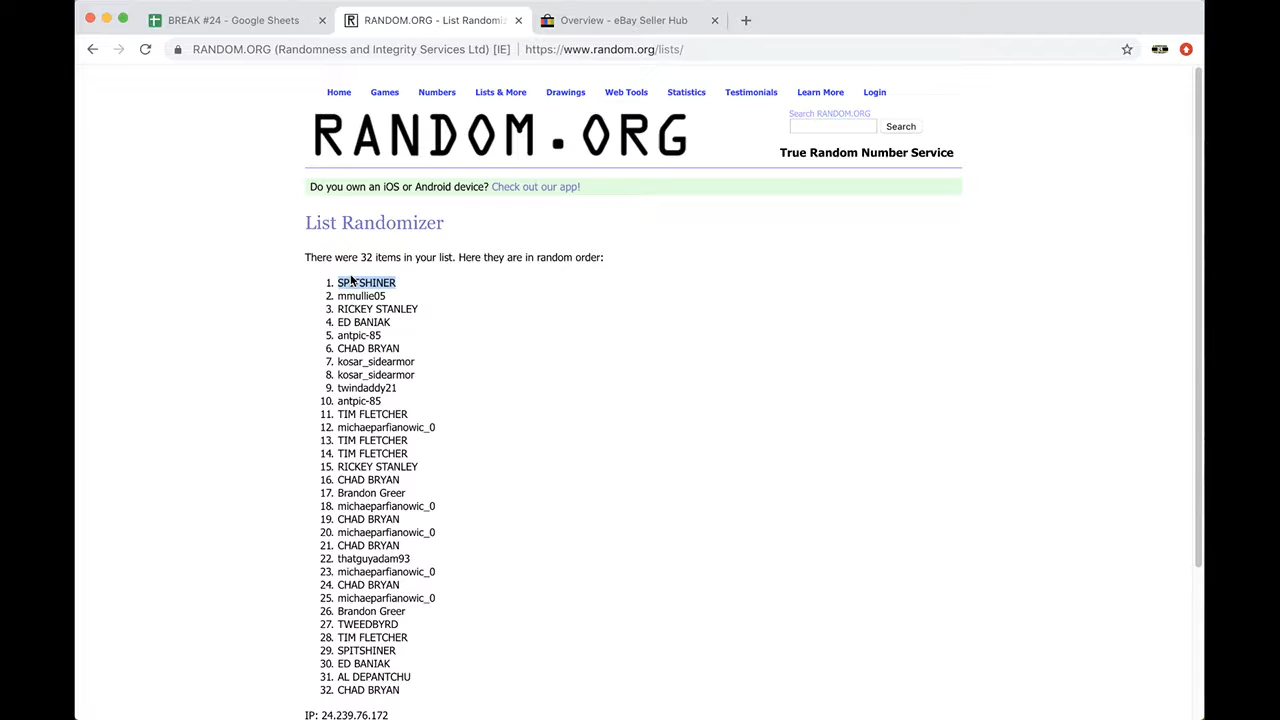 BREAK #24 - Google Sheets
RANDOM.ORG - List Randomiz
Overview - eBay Seller Hub
RANDOM.ORG (Randomness and Integrity Services Ltd) [IE] https://www.random.org/lists/
Home Games Numbers Lists & More Drawings Web Tools Statistics Testimonials Learn More Login
Search RANDOM.ORG
RANDOM.ORG
Search
True Random Number Service
Do you own an iOS or Android device? Check out our app!
List Randomizer
There were 32 items in your list. Here they are in random order:
1. SPITSHINER
2. mmullie05
3. RICKEY STANLEY
4. ED BANIAK
5. antpic-85
6. CHAD BRYAN
7. kosar_sidearmor
8. kosar_sidearmor
9. twindaddy21
10. antpic-85
11. TIM FLETCHER
12. michaeparfianowic_0
13. TIM FLETCHER
14. TIM FLETCHER
15. RICKEY STANLEY
16. CHAD BRYAN
17. Brandon Greer
18. michaeparfianowic_0
19. CHAD BRYAN
20. michaeparfianowic_0
21. CHAD BRYAN
22. thatguyadam93
23. michaeparfianowic_0
24. CHAD BRYAN
25. michaeparfianowic_0
26. Brandon Greer
27. TWEEDBYRD
28. TIM FLETCHER
29. SPITSHINER
30. ED BANIAK
31. AL DEPANTCHU
32. CHAD BRYAN
IP: 24.239.76.172